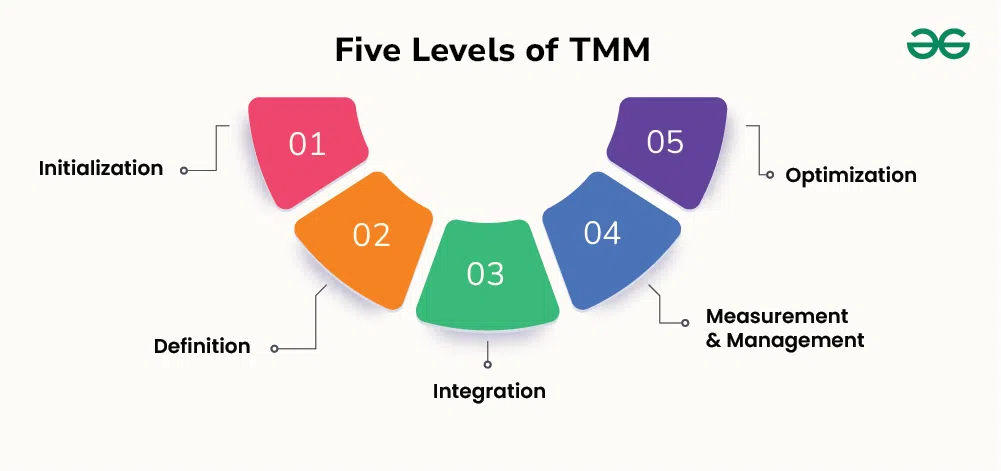 Five Levels of TMM
01
Initialization
02
Definition
03
Integration
04
Measurement
& Management
05
Optimization